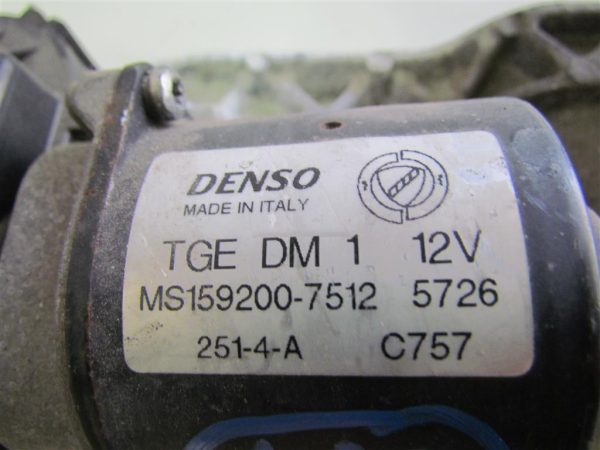 DENSO
MADE IN ITALY
TGE DM 1 12V
MS159200-7512 5726
251-4-A C757